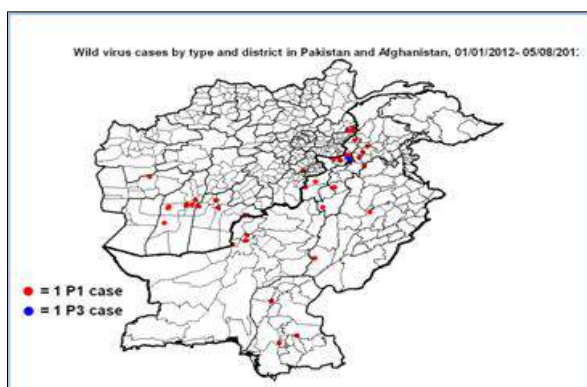 Wild virus cases by type and district in Pakistan and Afghanistan, 01/01/2012- 05/08/201
= 1 P1 case
= 1 P3 case